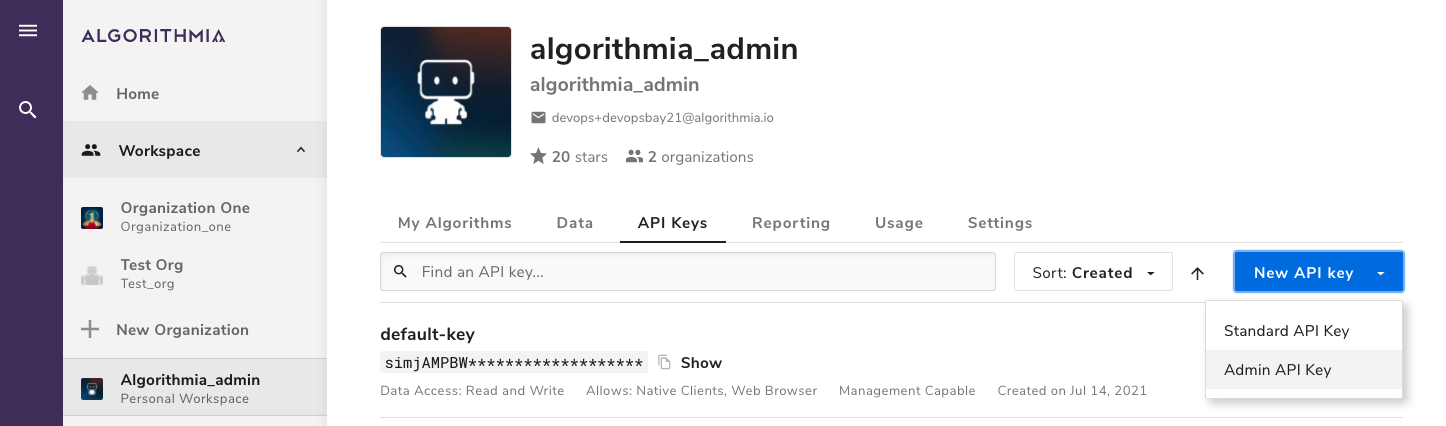 ALGORITHMIA
Home
Workspace
Organization One
Organization_one
Test Org
Test_org
New Organization
Algorithmia_admin
Personal Workspace
algorithmia_admin
algorithmia_admin
devops+devopsbay21@algorithmia.io
20 stars 2 organizations
My Algorithms Data API Keys Reporting Usage Settings
Find an API key... Sort: Created New API key
Standard API Key
Admin API Key
default-key
simjAMPBW******************* Show
Data Access: Read and Write Allows: Native Clients, Web Browser Management Capable Created on Jul 14, 2021